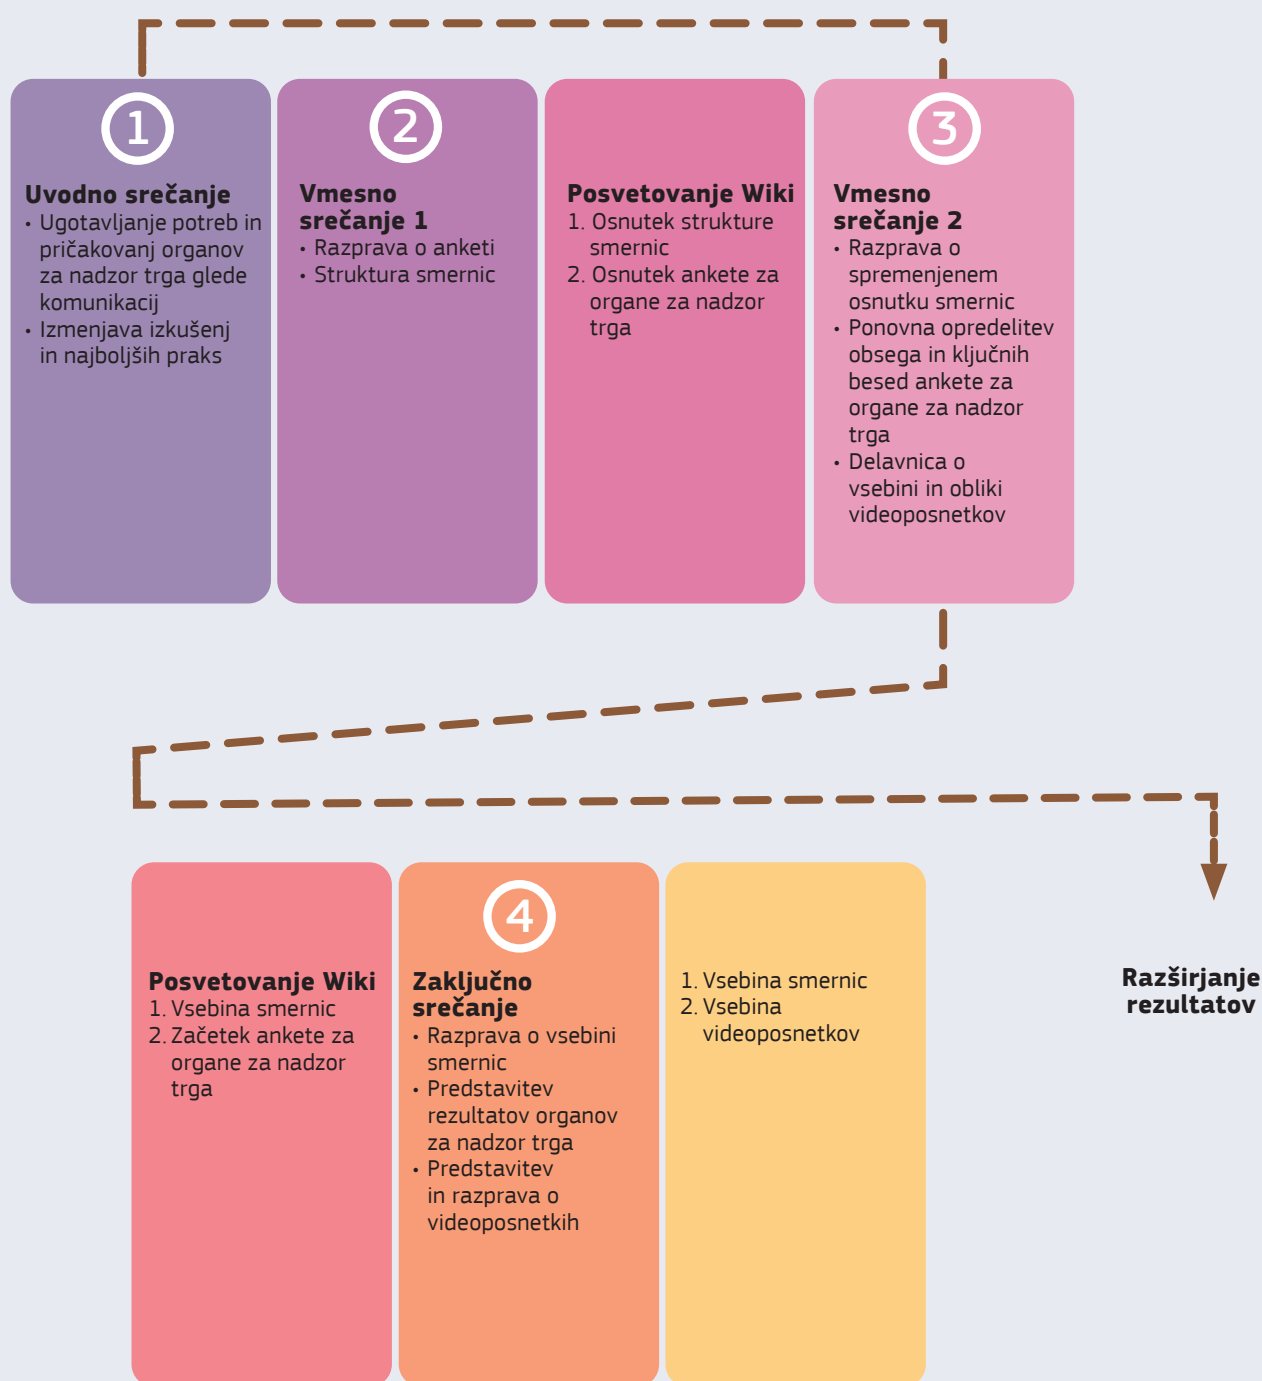 1
Uvodno srečanje
• Ugotavljanje potreb in
pričakovanj organov
za nadzor trga glede
komunikacij
• Izmenjava izkušenj
in najboljših praks
2
Vmesno
srečanje 1
• Razprava o anketi
• Struktura smernic
Posvetovanje Wiki
1. Osnutek strukture
smernic
2. Osnutek ankete za
organe za nadzor
trga
3
Vmesno
srečanje 2
• Razprava o
spremenjenem
osnutku smernic
• Ponovna opredelitev
obsega in ključnih
besed ankete za
organe za nadzor
trga
• Delavnica o
vsebini in obliki
videoposnetkov
Posvetovanje Wiki
1. Vsebina smernic
2. Začetek ankete za
organe za nadzor
trga
4
Zaključno
srečanje
• Razprava o vsebini
smernic
• Predstavitev
rezultatov organov
za nadzor trga
• Predstavitev
in razprava o
videoposnetkih
1. Vsebina smernic
2. Vsebina
videoposnetkov
Razširjanje
rezultatov